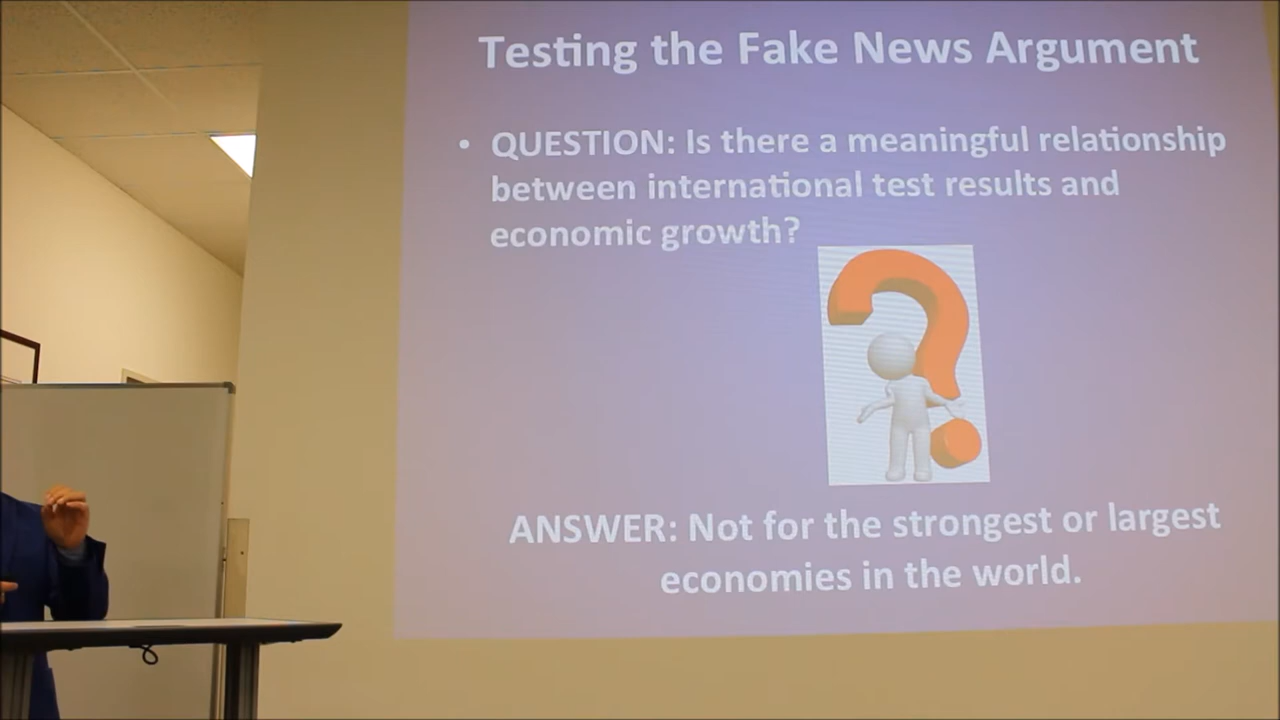 Testing the Fake News Argument
• QUESTION: Is there a meaningful relationship
between international test results and
economic growth?
ANSWER: Not for the strongest or largest
economies in the world.